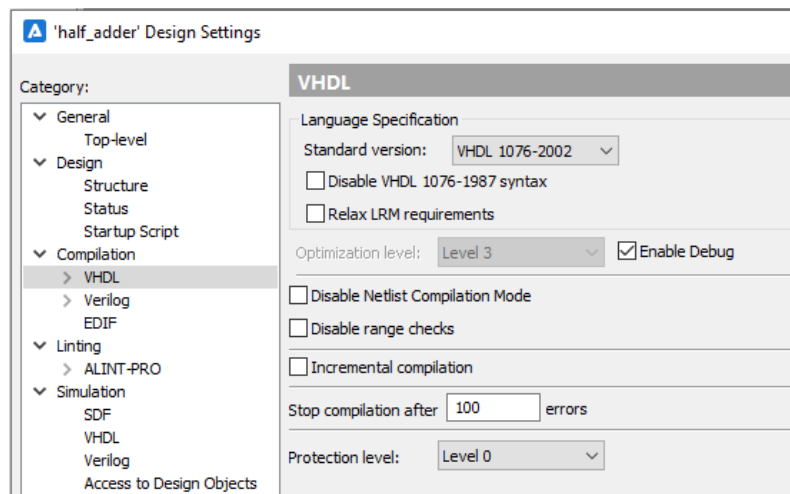 'half_adder' Design Settings
Category:
General
Top-level
Design
Structure
Status
Startup Script
Compilation
VHDL
Verilog
EDIF
Linting
ALINT-PRO
Simulation
SDF
VHDL
Verilog
Access to Design Objects
VHDL
Language Specification
Standard version: VHDL 1076-2002
Disable VHDL 1076-1987 syntax
Relax LRM requirements
Optimization level: Level 3 Enable Debug
Disable Netlist Compilation Mode
Disable range checks
Incremental compilation
Stop compilation after 100 errors
Protection level: Level 0